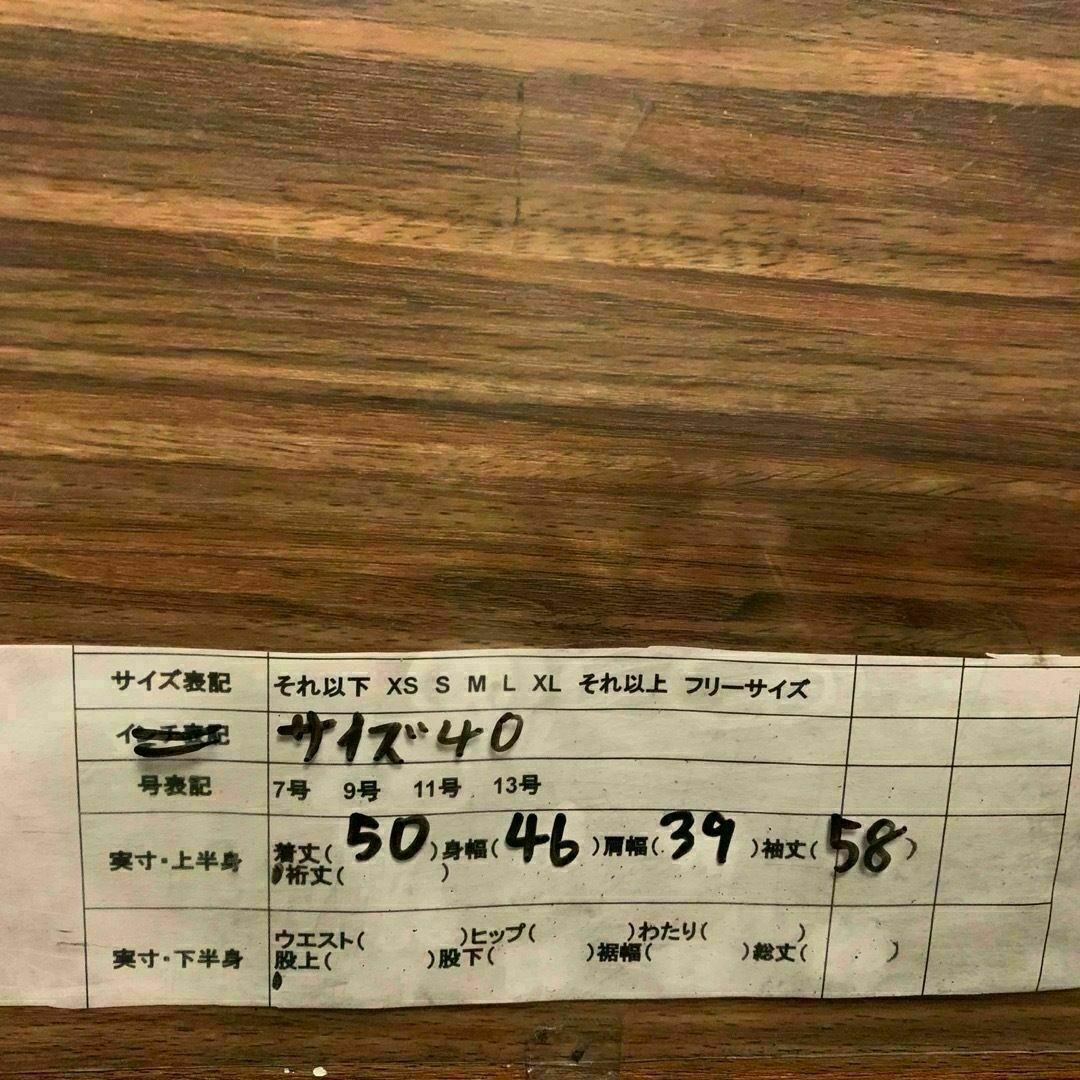 サイズ表記 それ以下 XS S M L XL それ以上 フリーサイズ
インチ表記 サイズ40
号表記 7号 9号 11号 13号
実寸・上半身 着丈(50)身幅(46)肩幅(39)袖丈(58)
裄丈( )
実寸・下半身 ウエスト( )ヒップ( )わたり( )
股上( )股下( )裾幅( )総丈( )